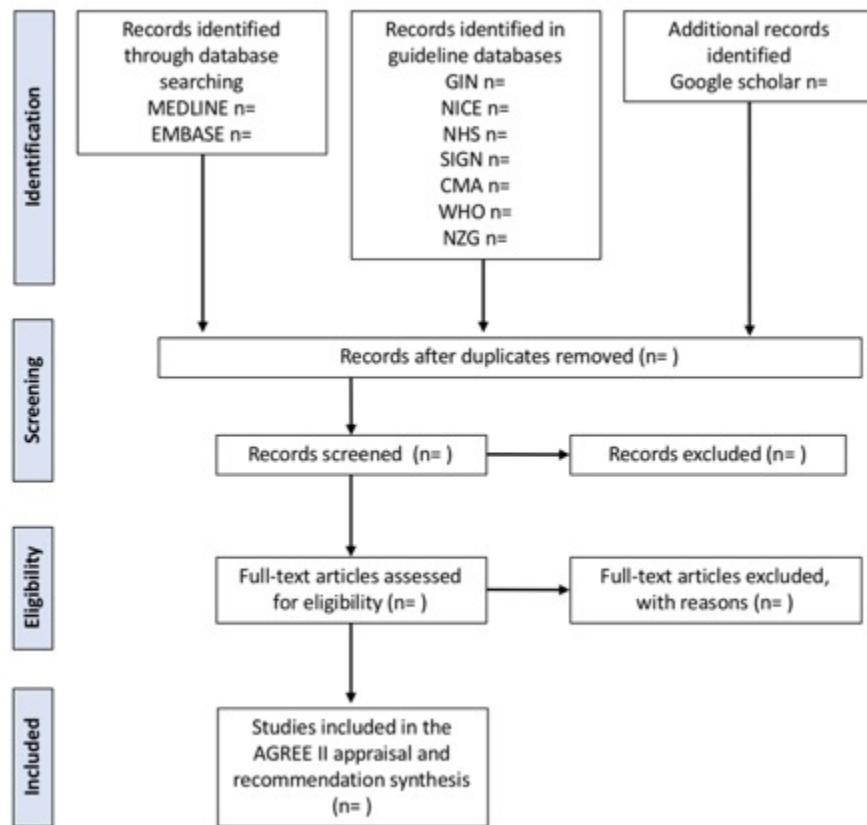 Identification
Records identified
through database
searching
MEDLINE n=
EMBASE n=
Records identified in
guideline databases
GIN n=
NICE n=
NHS n=
SIGN n=
CMA n=
WHO n=
NZG n=
Additional records
identified
Google scholar n=
Screening
Records after duplicates removed (n= )
Records screened (n= )
Records excluded (n= )
Eligibility
Full-text articles assessed
for eligibility (n= )
Full-text articles excluded,
with reasons (n= )
Included
Studies included in the
AGREE II appraisal and
recommendation synthesis
(n= )